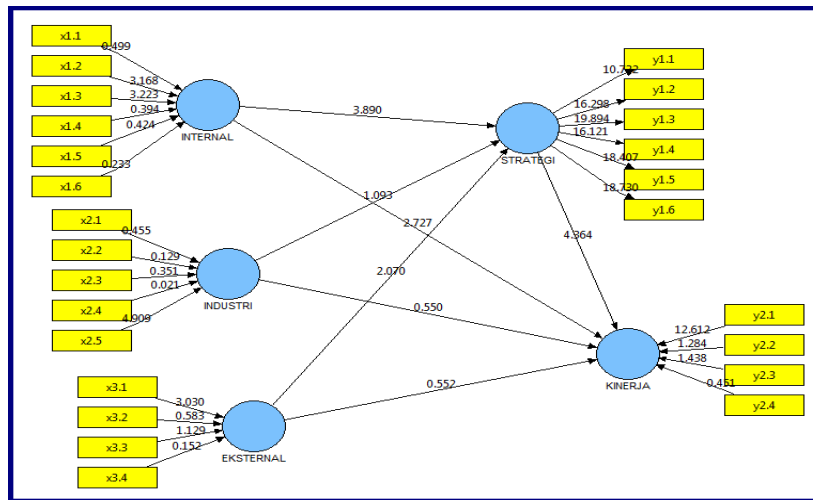 x1.1
0.499
x1.2
3.168
x1.3
3.223
x1.4
0.394
x1.5
0.424
x1.6
0.233
INTERNAL
3.890
x2.1
0.455
x2.2
0.129
x2.3
0.351
x2.4
0.021
x2.5
4.909
INDUSTRI
1.093
2.727
2.070
0.550
x3.1
3.030
x3.2
0.583
x3.3
1.129
x3.4
0.152
EKSTERNAL
0.552
STRATEGI
10.732
y1.1
16.298
y1.2
19.894
y1.3
16.121
y1.4
18.407
y1.5
18.730
y1.6
4.364
KINERJA
12.612
y2.1
1.284
y2.2
1.438
y2.3
0.451
y2.4